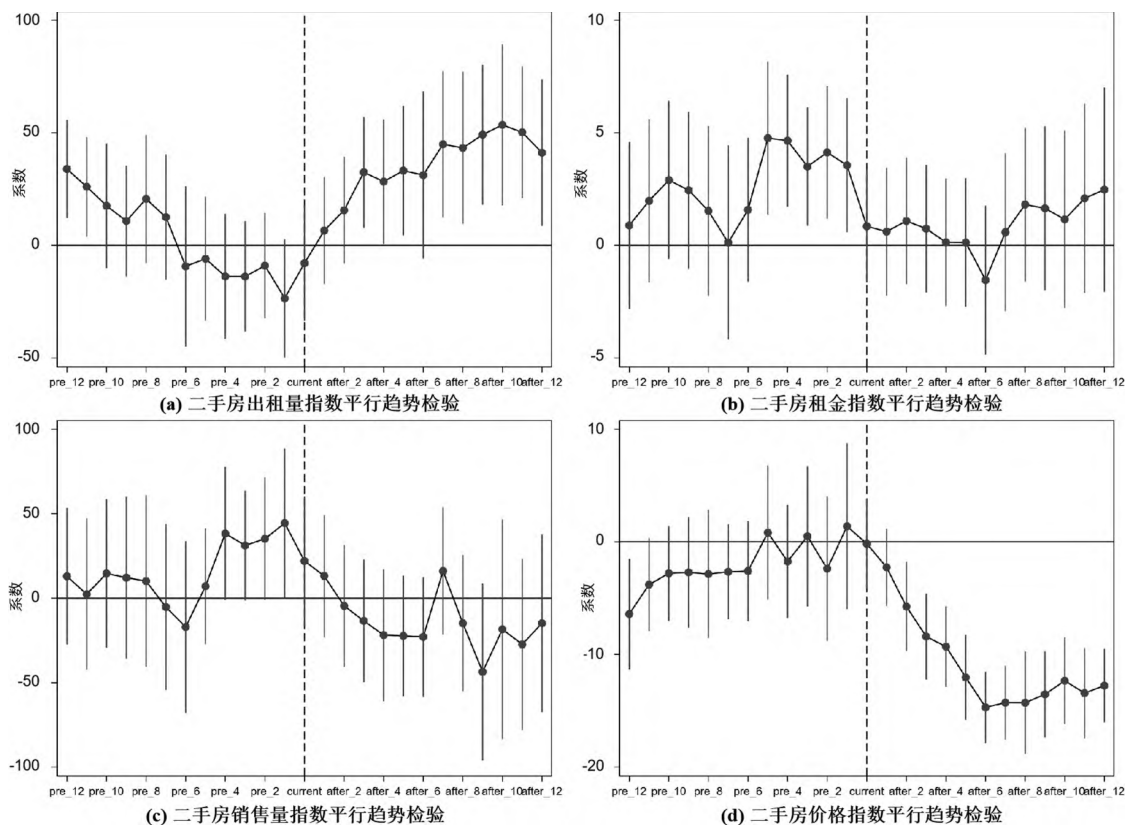 100
50
0
-50
系数
pre_12 pre_10 pre_8 pre_6 pre_4 pre_2 current after_2 after_4 after_6 after_8 after_10 after_12
(a) 二手房出租量指数平行趋势检验
10
5
0
-5
系数
pre_12 pre_10 pre_8 pre_6 pre_4 pre_2 current after_2 after_4 after_6 after_8 after_10 after_12
(b) 二手房租金指数平行趋势检验
100
50
0
-50
-100
系数
pre_12 pre_10 pre_8 pre_6 pre_4 pre_2 current after_2 after_4 after_6 after_8 after_10 after_12
(c) 二手房销售量指数平行趋势检验
10
0
-10
-20
系数
pre_12 pre_10 pre_8 pre_6 pre_4 pre_2 current after_2 after_4 after_6 after_8 after_10 after_12
(d) 二手房价格指数平行趋势检验